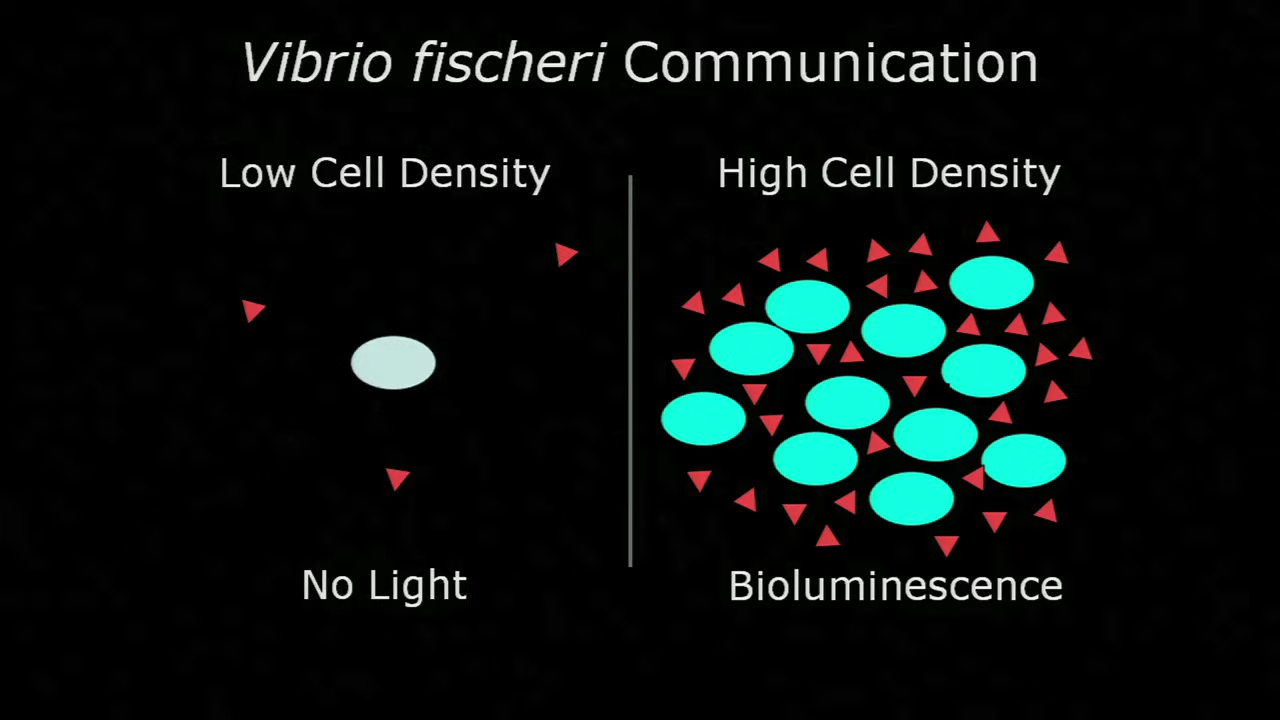 Vibrio fischeri Communication
Low Cell Density
High Cell Density
No Light
Bioluminescence